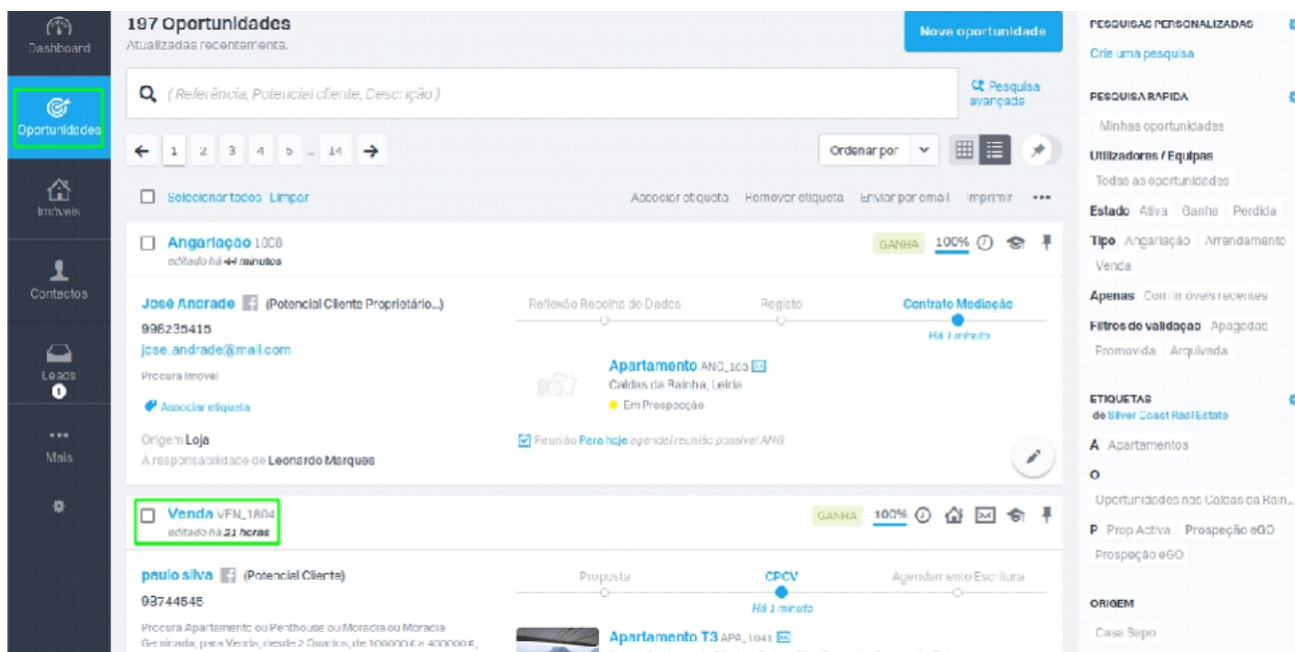 Dashboard
Oportunidades
Imóveis
Contactos
Leads
1
Mais
197 Oportunidades
Atualizadas recentemente.
Nova oportunidade
(Referência, Potencial cliente, Descrição)
Pesquisa
avançada
1 2 3 4 5 ... 14
Ordenar por
Selecionar todos Limpar
Associar etiqueta Remover etiqueta Enviar por email Imprimir
Angariação 1008
editado há 44 minutos
GANHA 100%
José Andrade (Potencial Cliente Proprietário...)
996235415
jose.andrade@mail.com
Procura Imovel
Associar etiqueta
Origem Loja
À responsabilidade de Leonardo Marques
Reflexão Recolha de Dados Registo Contrato Mediação
Há 1 minuto
Apartamento ANG_103
Caldas da Rainha, Leiria
Em Prospecção
Reunião Para hoje agendei reunião possível ANG
Venda VEN_1804
editado há 21 horas
GANHA 100%
paulo silva (Potencial Cliente)
98744545
Procura Apartamento ou Penthouse ou Moradia ou Moradia
Geminada, para Venda, desde 2 Quartos, de 100000 € a 400000 €,
Proposta CPCV Agendamento Escritura
Há 1 minuto
Apartamento T3 APA_1041
PESQUISAS PERSONALIZADAS
Crie uma pesquisa
PESQUISA RAPIDA
Minhas oportunidades
Utilizadores / Equipas
Todas as oportunidades
Estado Ativa Ganha Perdida
Tipo Angariação Arrendamento
Venda
Apenas Com imóveis recentes
Filtros de validação Apagadas
Promovida Arquivada
ETIQUETAS
de Silver Coast Real Estate
A Apartamentos
O
Oportunidades nas Caldas da Rain...
P Prop Activa Prospeção eGO
Prospeção eGO
ORIGEM
Casa Sapo